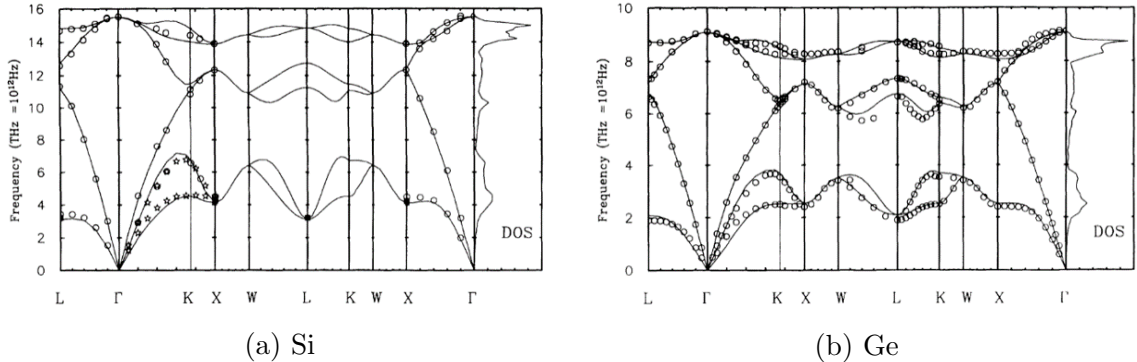 Frequency (THz =10¹²Hz)
16
14
12
10
8
6
4
2
0
DOS
L Γ K X W L K W X Γ
(a) Si
Frequency (THz =10¹²Hz)
10
8
6
4
2
0
DOS
L Γ K X W L K W X Γ
(b) Ge